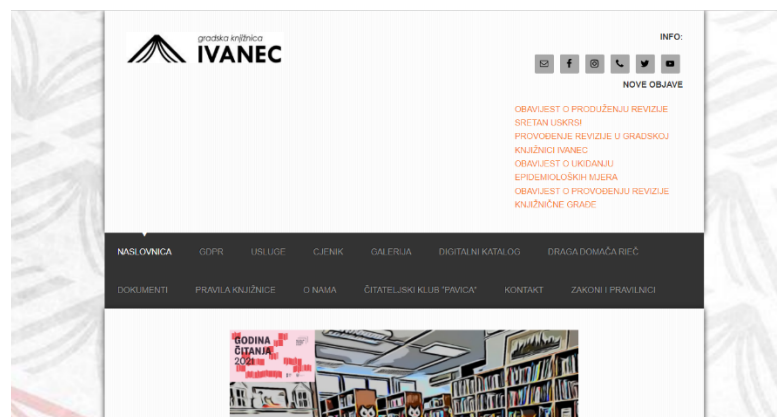 gradska knjižnica
IVANEC
INFO:
NOVE OBJAVE
OBAVIJEST O PRODUŽENJU REVIZIJE
SRETAN USKRS!
PROVOĐENJE REVIZIJE U GRADSKOJ
KNJIŽNICI IVANEC
OBAVIJEST O UKIDANJU
EPIDEMIOLOŠKIH MJERA
OBAVIJEST O PROVOĐENJU REVIZIJE
KNJIŽNIČNE GRAĐE
NASLOVNICA GDPR USLUGE CJENIK GALERIJA DIGITALNI KATALOG DRAGA DOMAČA RIEČ
DOKUMENTI PRAVILA KNJIŽNICE O NAMA ČITATELJSKI KLUB "PAVICA" KONTAKT ZAKONI I PRAVILNICI
GODINA
ČITANJA
2021